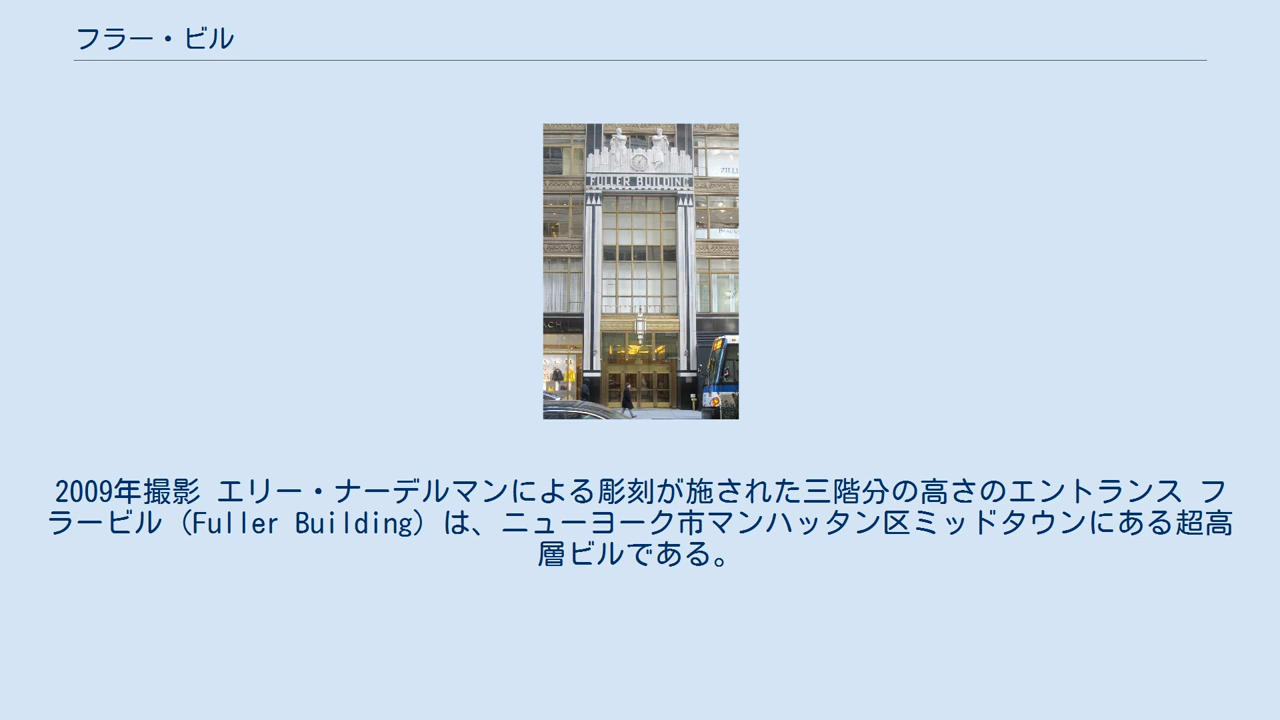 フラー・ビル
FULLER BUILDING
2009年撮影 エリー・ナーデルマンによる彫刻が施された三階分の高さのエントランス フ
ラービル (Fuller Building) は、ニューヨーク市マンハッタン区ミッドタウンにある超高
層ビルである。